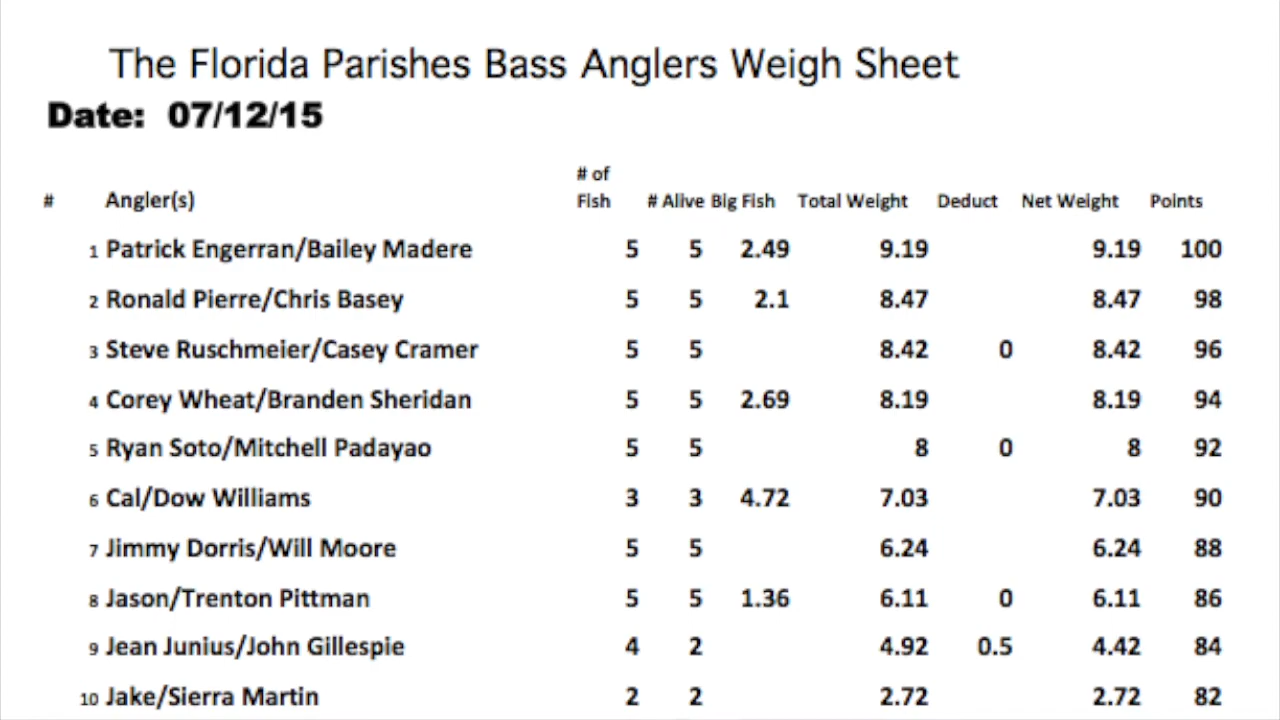 The Florida Parishes Bass Anglers Weigh Sheet
Date: 07/12/15
# of
# Angler(s) Fish # Alive Big Fish Total Weight Deduct Net Weight Points
1 Patrick Engerran/Bailey Madere 5 5 2.49 9.19 9.19 100
2 Ronald Pierre/Chris Basey 5 5 2.1 8.47 8.47 98
3 Steve Ruschmeier/Casey Cramer 5 5 8.42 0 8.42 96
4 Corey Wheat/Branden Sheridan 5 5 2.69 8.19 8.19 94
5 Ryan Soto/Mitchell Padayao 5 5 8 0 8 92
6 Cal/Dow Williams 3 3 4.72 7.03 7.03 90
7 Jimmy Dorris/Will Moore 5 5 6.24 6.24 88
8 Jason/Trenton Pittman 5 5 1.36 6.11 0 6.11 86
9 Jean Junius/John Gillespie 4 2 4.92 0.5 4.42 84
10 Jake/Sierra Martin 2 2 2.72 2.72 82